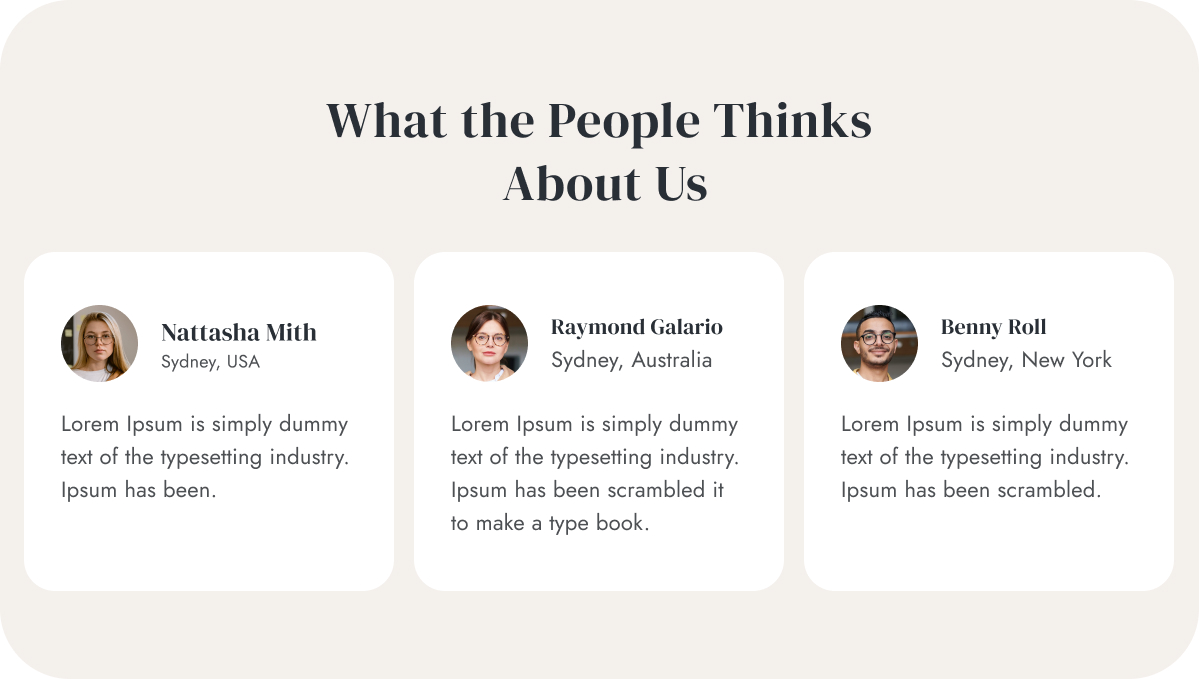 What the People Thinks
About Us
Nattasha Mith
Sydney, USA
Lorem Ipsum is simply dummy
text of the typesetting industry.
Ipsum has been.
Raymond Galario
Sydney, Australia
Lorem Ipsum is simply dummy
text of the typesetting industry.
Ipsum has been scrambled it
to make a type book.
Benny Roll
Sydney, New York
Lorem Ipsum is simply dummy
text of the typesetting industry.
Ipsum has been scrambled.